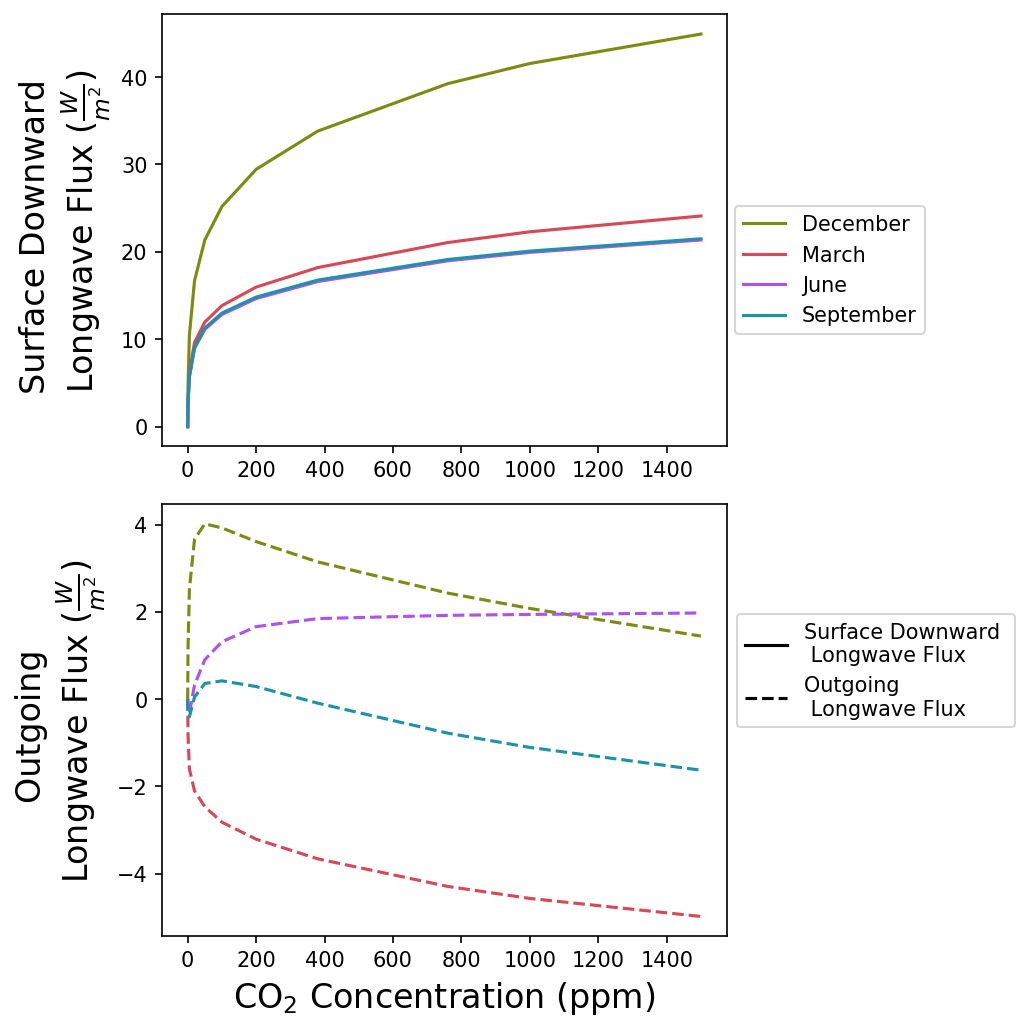 Surface Downward
Longwave Flux (W/m²)
40
30
20
10
0
0 200 400 600 800 1000 1200 1400
December
March
June
September
Outgoing
Longwave Flux (W/m²)
4
2
0
−2
−4
0 200 400 600 800 1000 1200 1400
CO₂ Concentration (ppm)
Surface Downward
Longwave Flux
Outgoing
Longwave Flux